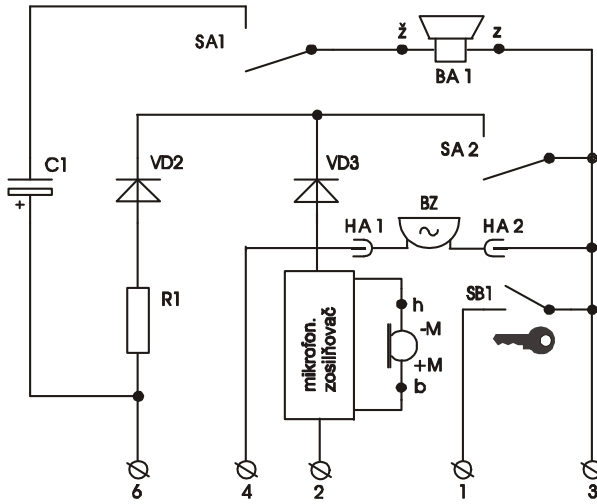 SA1
ž
z
BA 1
C1
+
VD2
VD3
SA 2
BZ
HA 1
HA 2
R1
mikrofon.
zosilňovač
h
-M
+M
b
SB1
6
4
2
1
3